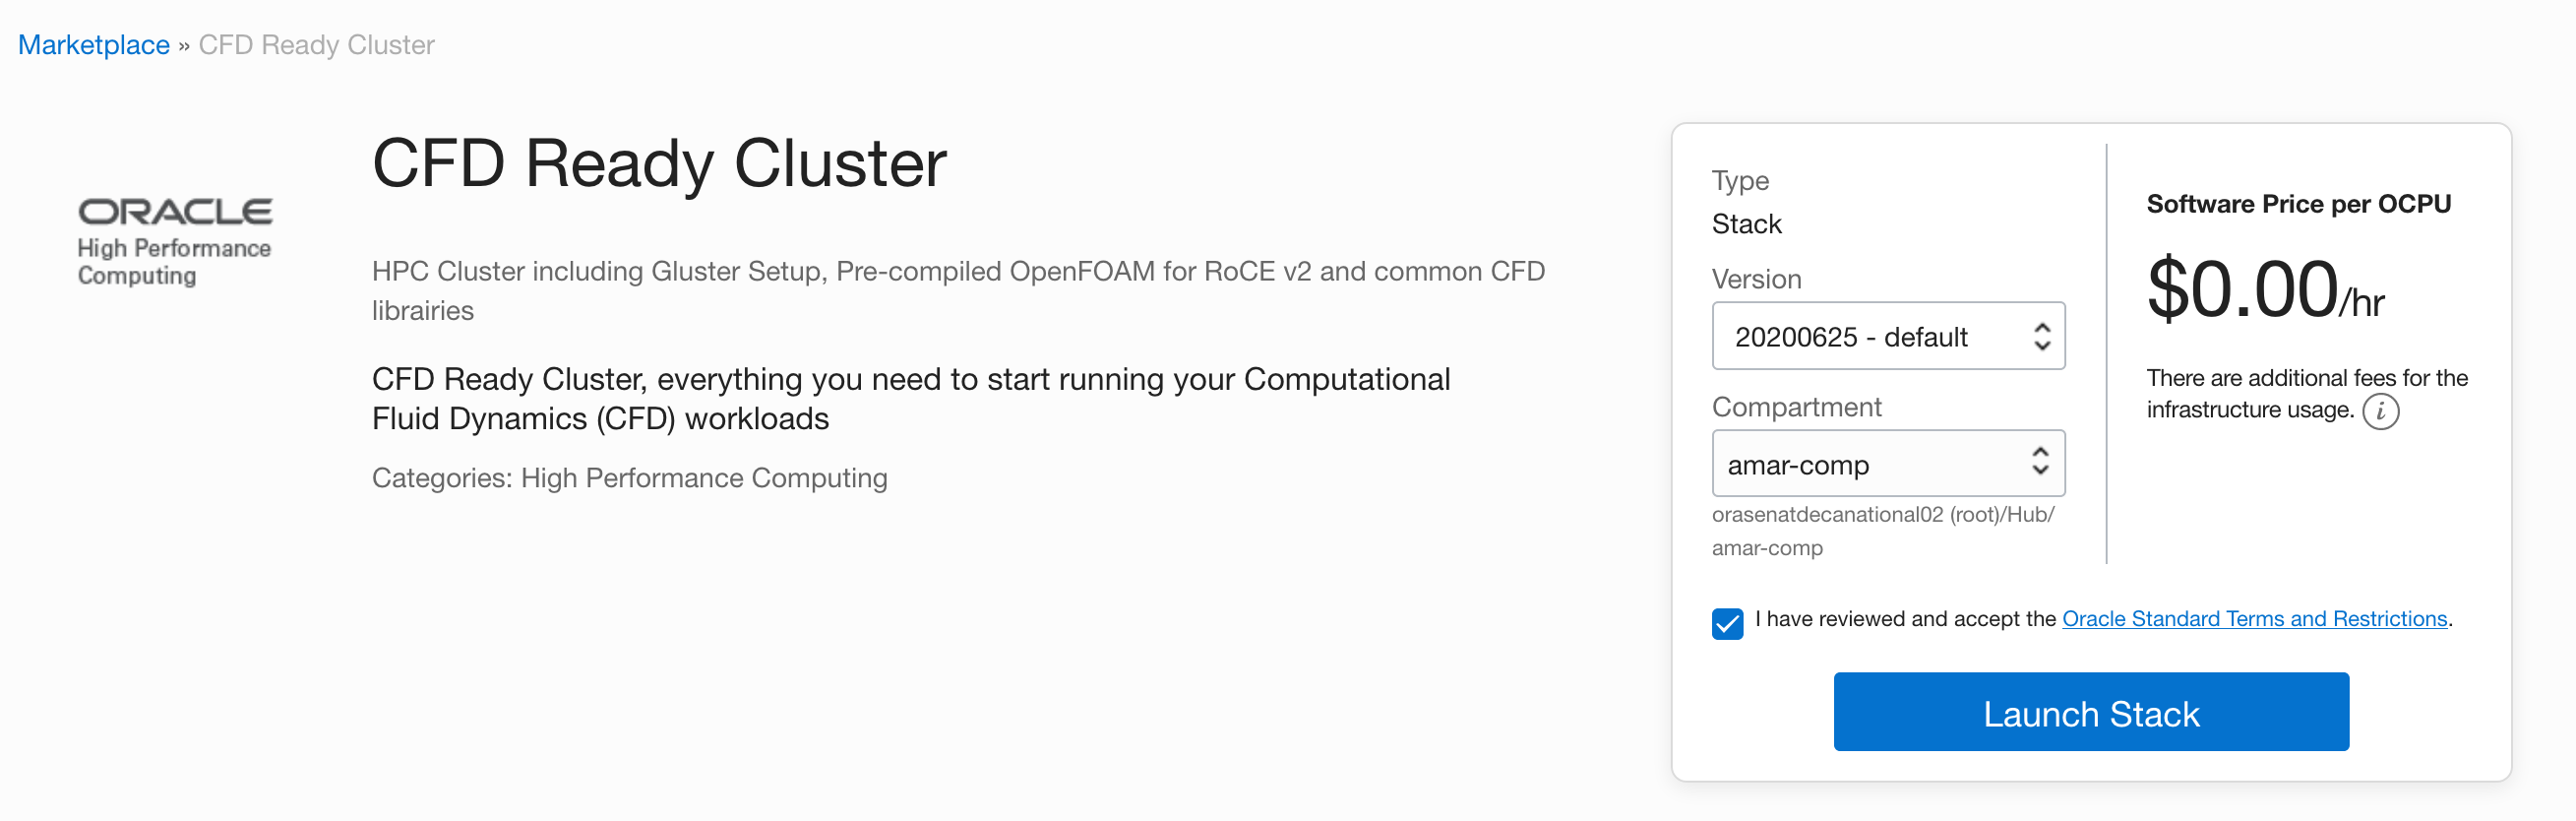 Marketplace » CFD Ready Cluster
ORACLE
High Performance
Computing
CFD Ready Cluster
HPC Cluster including Gluster Setup, Pre-compiled OpenFOAM for RoCE v2 and common CFD
librairies
CFD Ready Cluster, everything you need to start running your Computational
Fluid Dynamics (CFD) workloads
Categories: High Performance Computing
Type
Stack
Version
20200625 - default
Compartment
amar-comp
orasenatdecanational02 (root)/Hub/
amar-comp
Software Price per OCPU
$0.00/hr
There are additional fees for the
infrastructure usage. i
I have reviewed and accept the Oracle Standard Terms and Restrictions.
Launch Stack